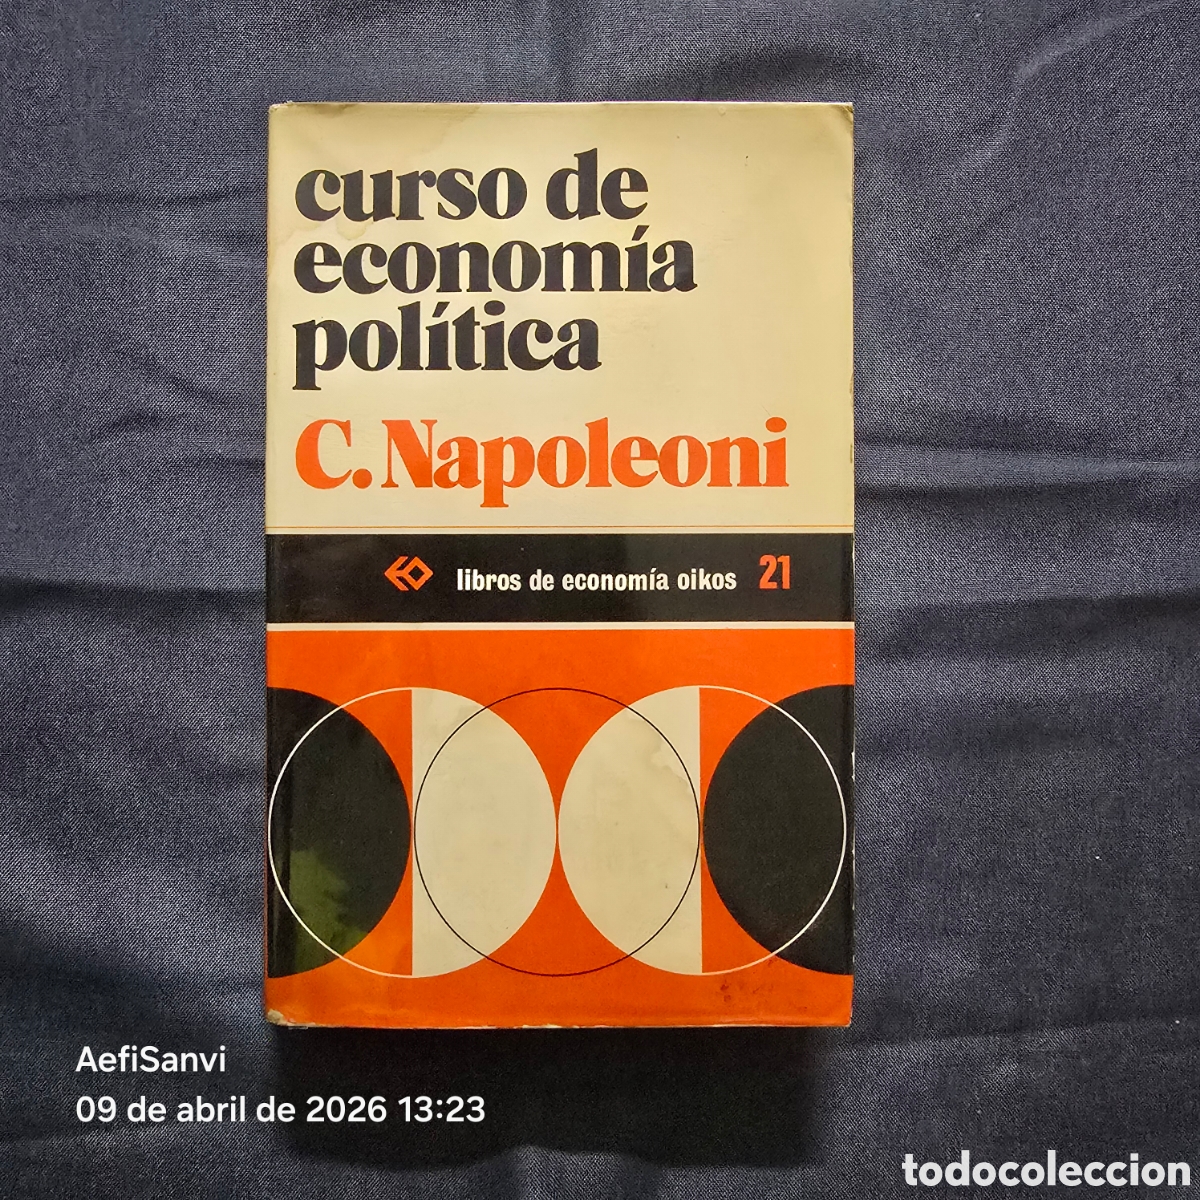 curso de
economía
política
C. Napoleoni
libros de economía oikos 21
AefiSanvi
09 de abril de 2026 13:23
todocoleccion